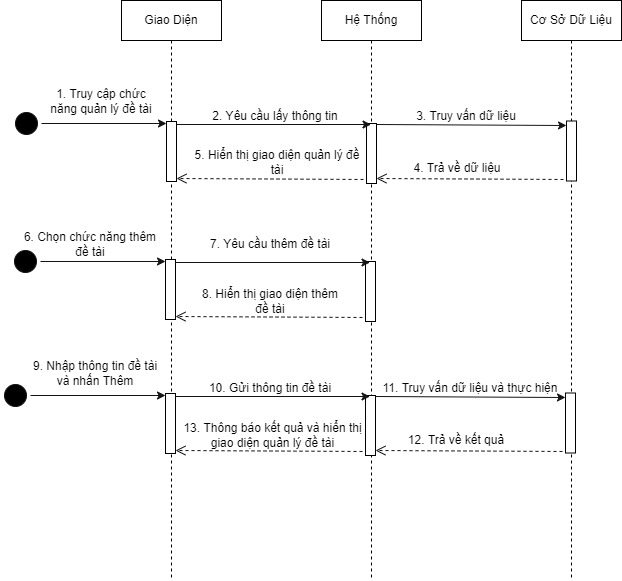 Giao Diện
Hệ Thống
Cơ Sở Dữ Liệu
1. Truy cập chức
năng quản lý đề tài
2. Yêu cầu lấy thông tin
3. Truy vấn dữ liệu
5. Hiển thị giao diện quản lý đề
tài
4. Trả về dữ liệu
6. Chọn chức năng thêm
đề tài
7. Yêu cầu thêm đề tài
8. Hiển thị giao diện thêm
đề tài
9. Nhập thông tin đề tài
và nhấn Thêm
10. Gửi thông tin đề tài
11. Truy vấn dữ liệu và thực hiện
13. Thông báo kết quả và hiển thị
giao diện quản lý đề tài
12. Trả về kết quả